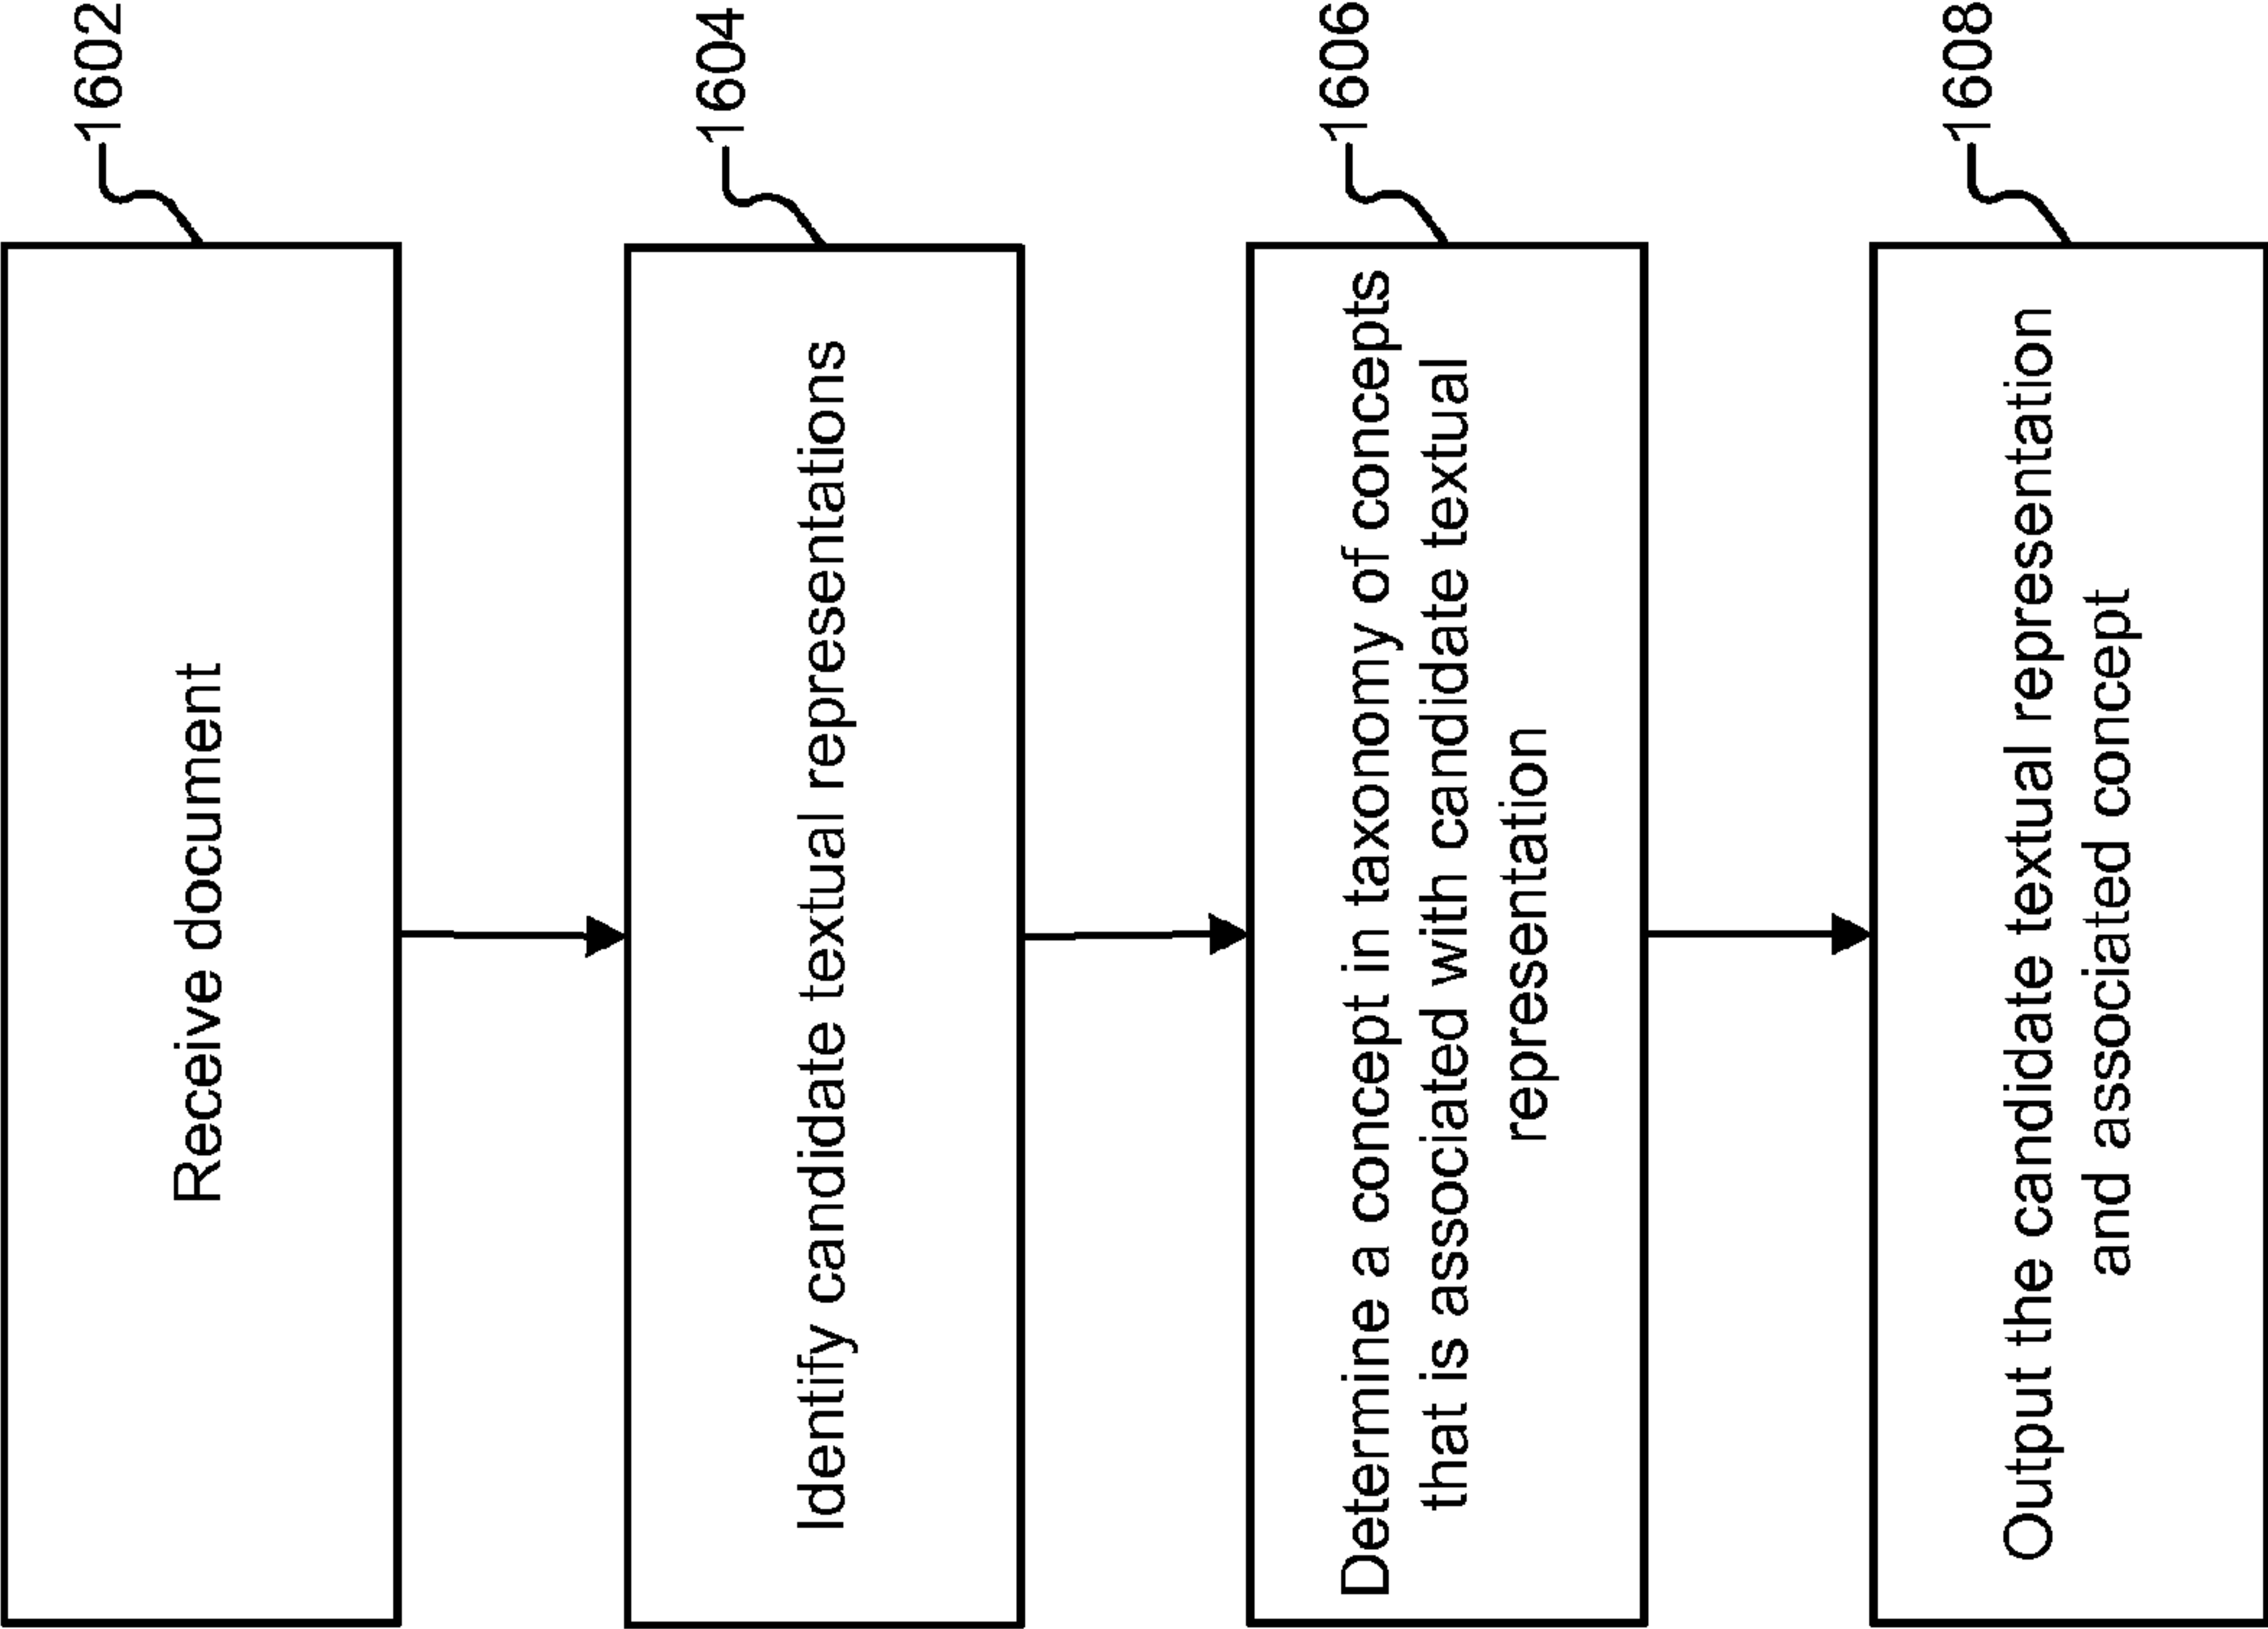 1602
Receive document
1604
Identify candidate textual representations
1606
Determine a concept in taxonomy of concepts
that is associated with candidate textual
representation
1608
Output the candidate textual representation
and associated concept